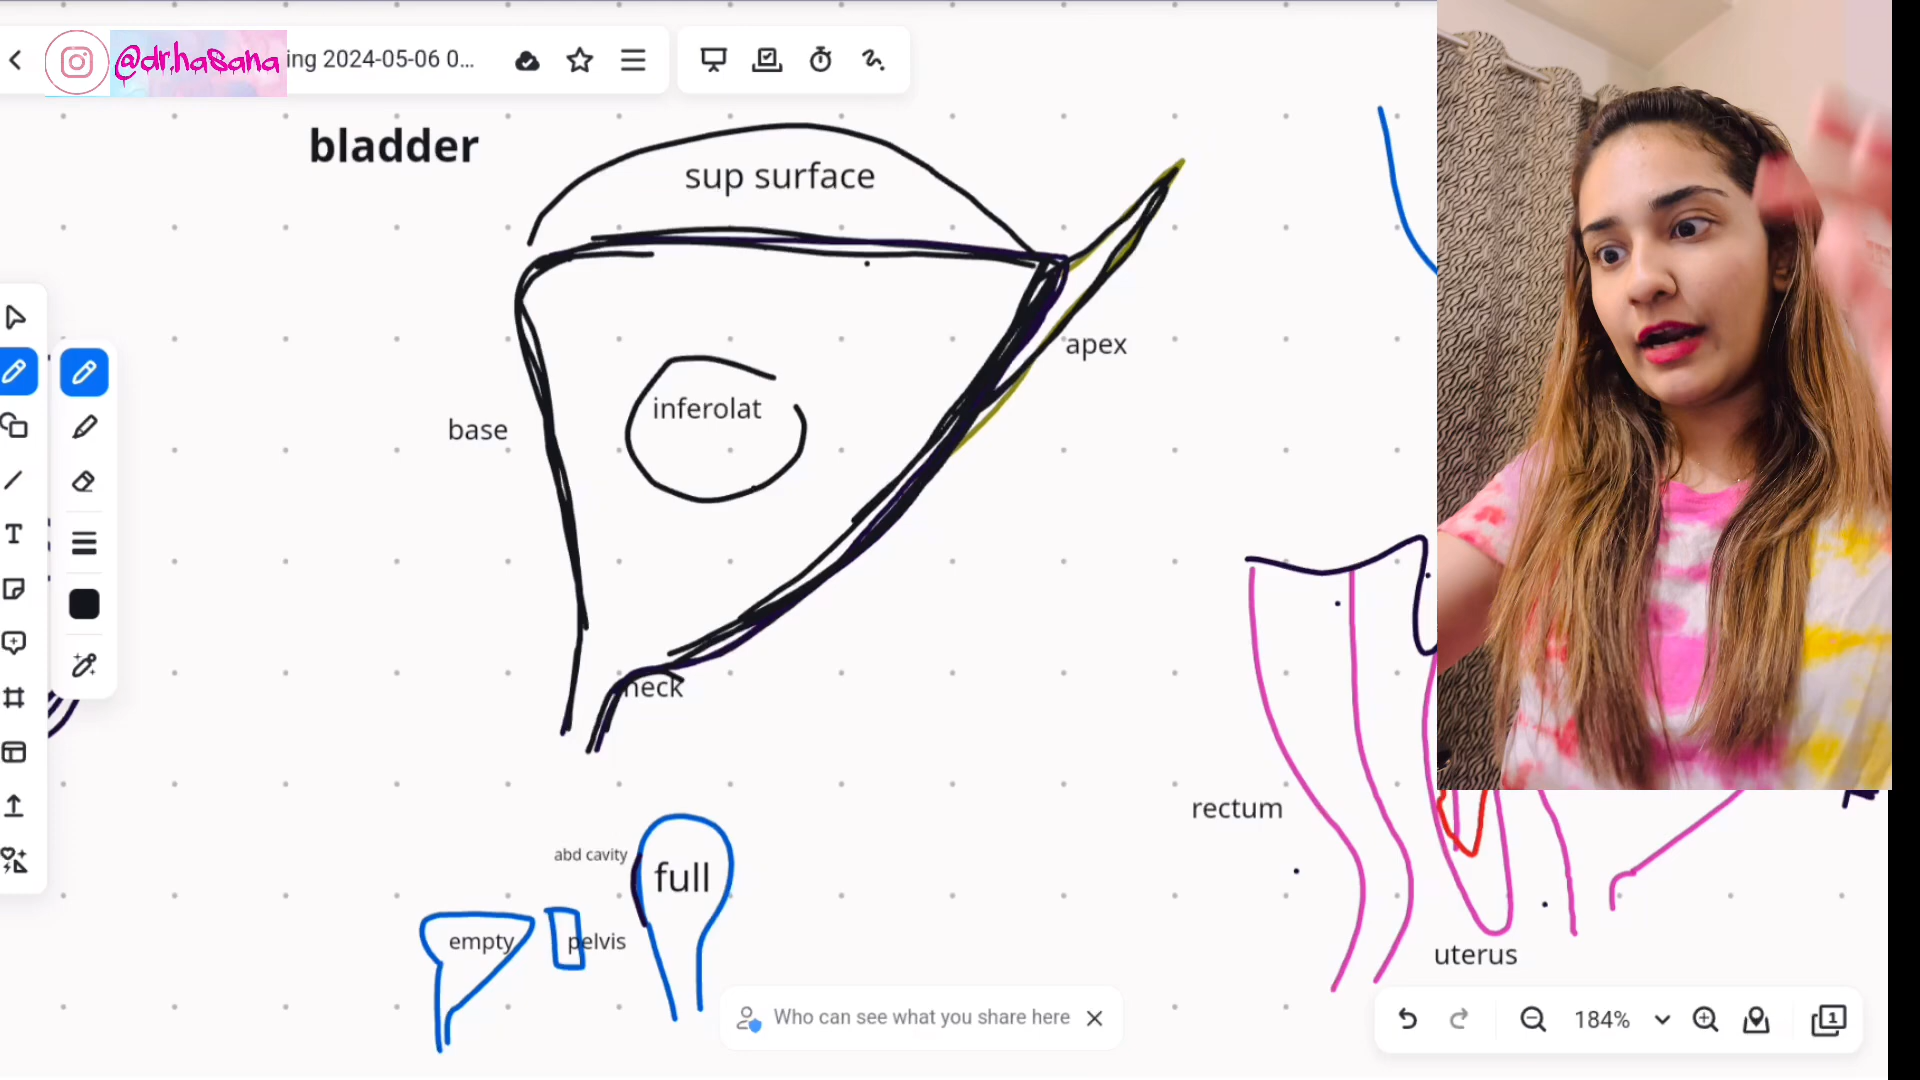 @dr.hasana
ing 2024-05-06 0...
bladder
sup surface
apex
inferolat
base
neck
rectum
abd cavity
full
empty
pelvis
uterus
Who can see what you share here
184%
1